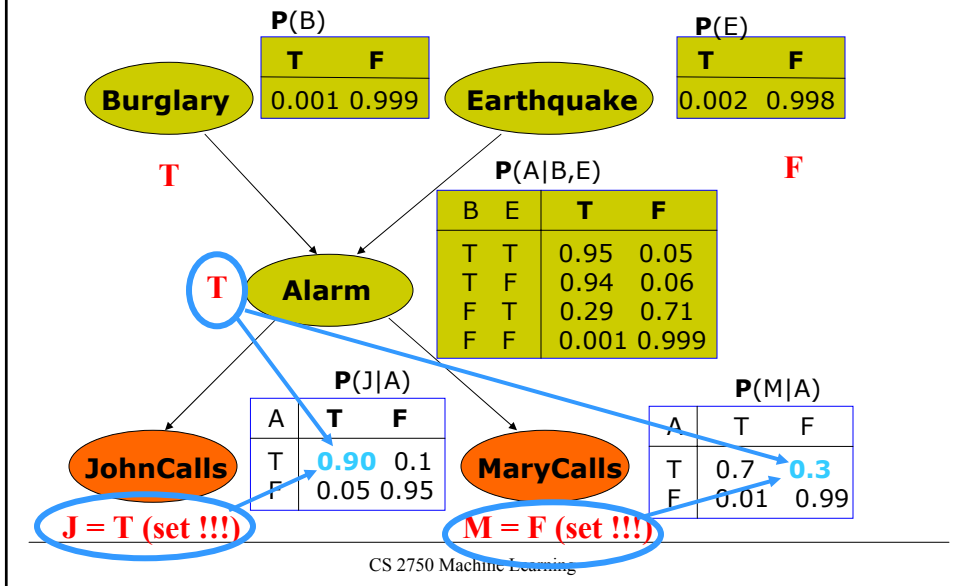 P(B)
T F
0.001 0.999
Burglary
P(E)
T F
0.002 0.998
Earthquake
T
F
P(A|B,E)
B E T F
T T 0.95 0.05
T F 0.94 0.06
F T 0.29 0.71
F F 0.001 0.999
T
Alarm
P(J|A)
A T F
T 0.90 0.1
F 0.05 0.95
JohnCalls
J = T (set !!!)
P(M|A)
A T F
T 0.7 0.3
F 0.01 0.99
MaryCalls
M = F (set !!!)
CS 2750 Machine Learning